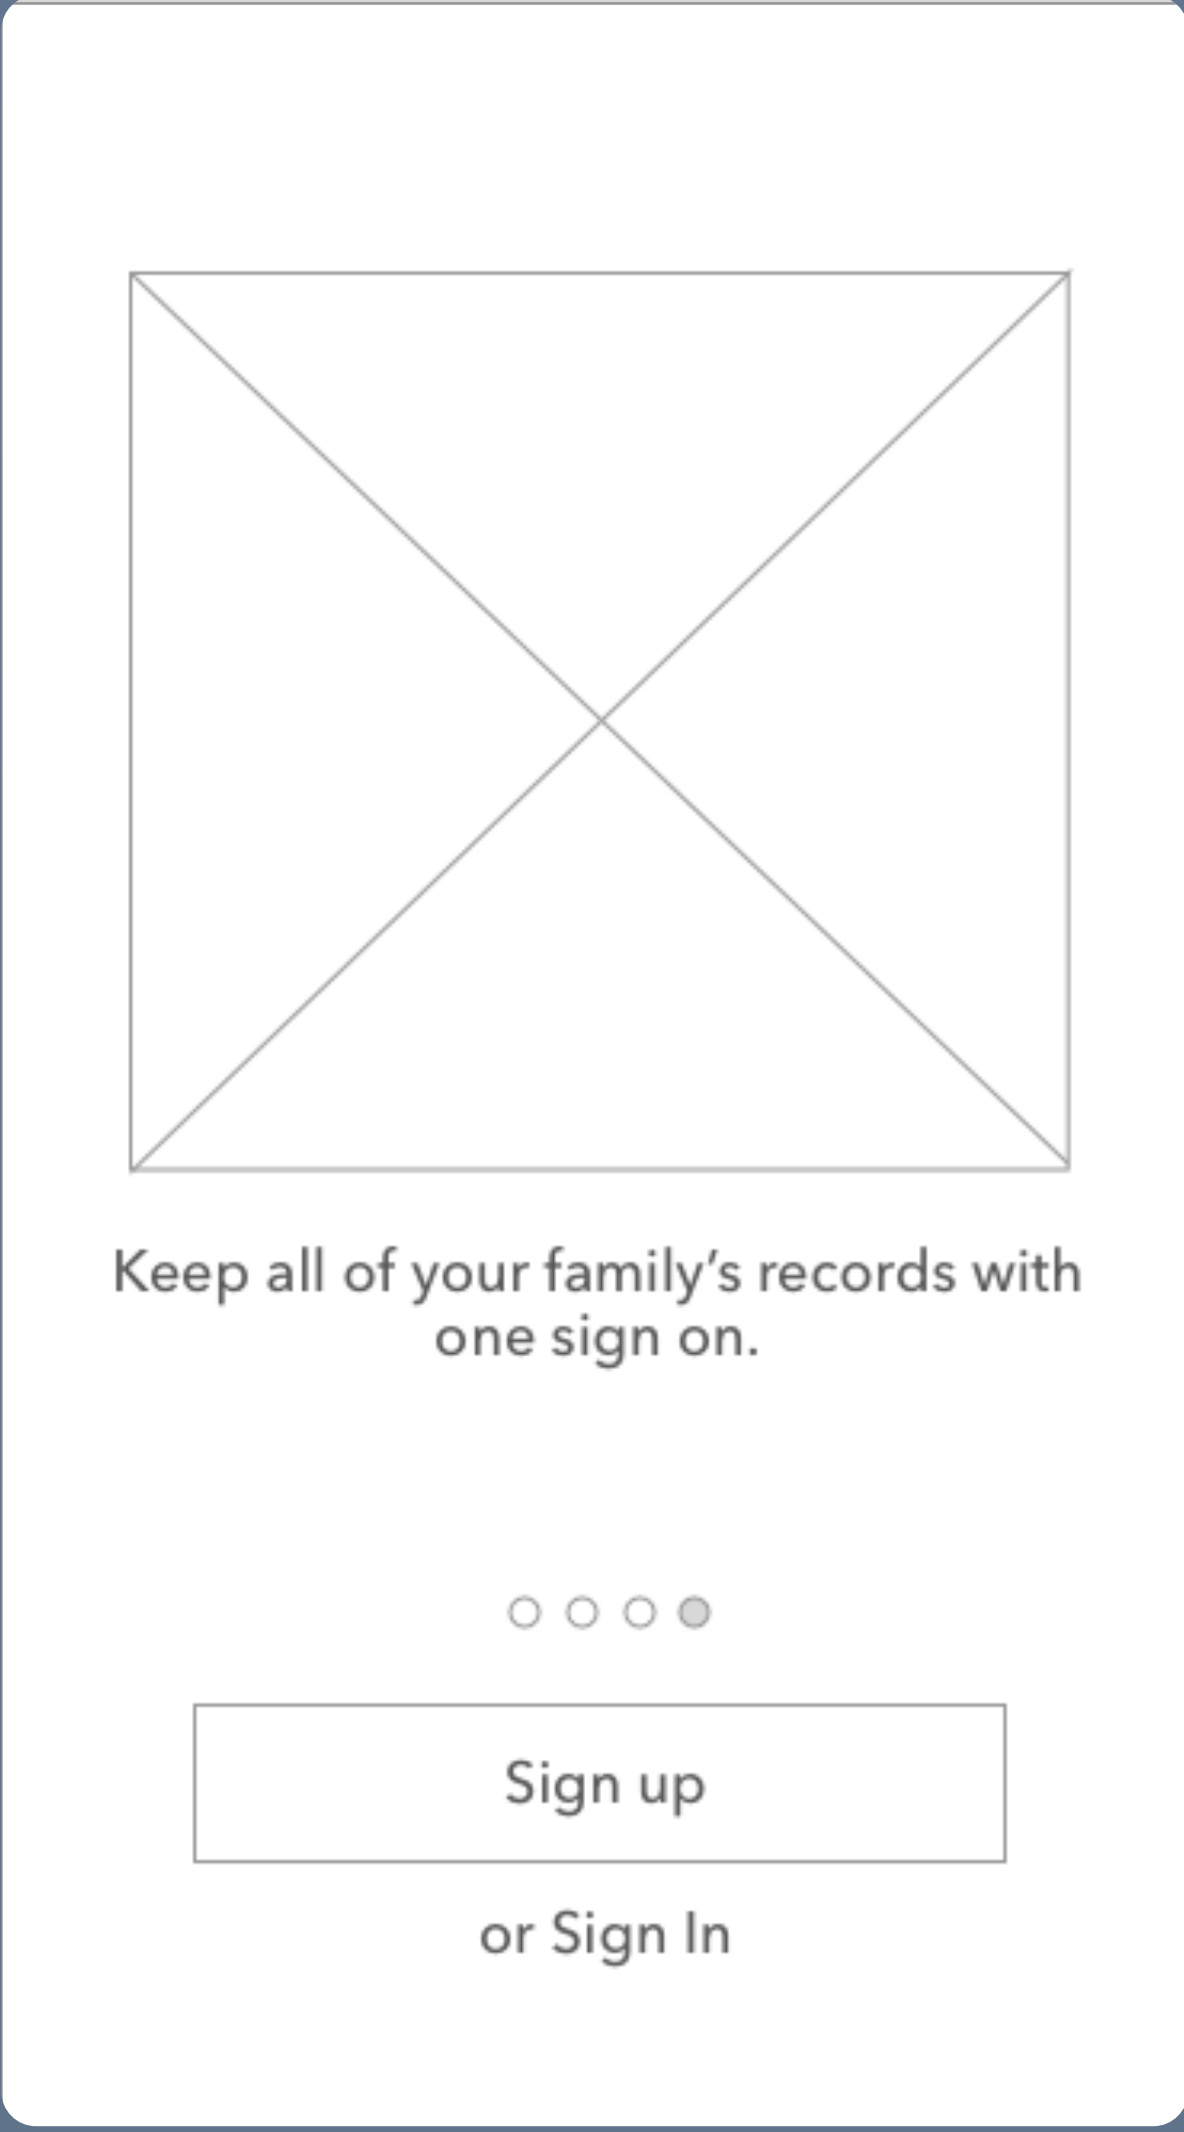 Keep all of your family’s records with
one sign on.
Sign up
or Sign In